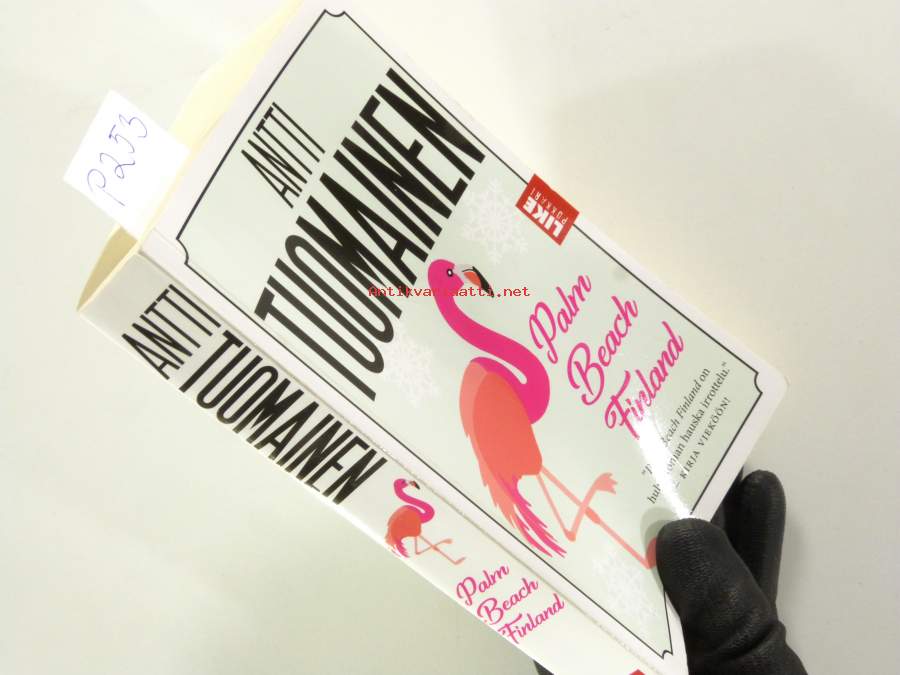 P253
ANTTI
TUOMAINEN
LIKE
POKKARI
Antikvariaatti.net
Palm
Beach
Finland
Beach Finland on
hauska irrottelu."
KIRJA VIEKÖÖN!
ANTTI
TUOMAINEN
Palm
Beach
Finland